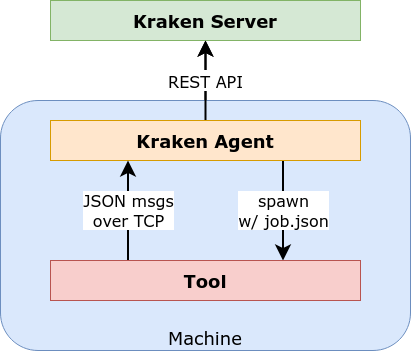 Kraken Server
REST API
Kraken Agent
JSON msgs
over TCP
spawn
w/ job.json
Tool
Machine